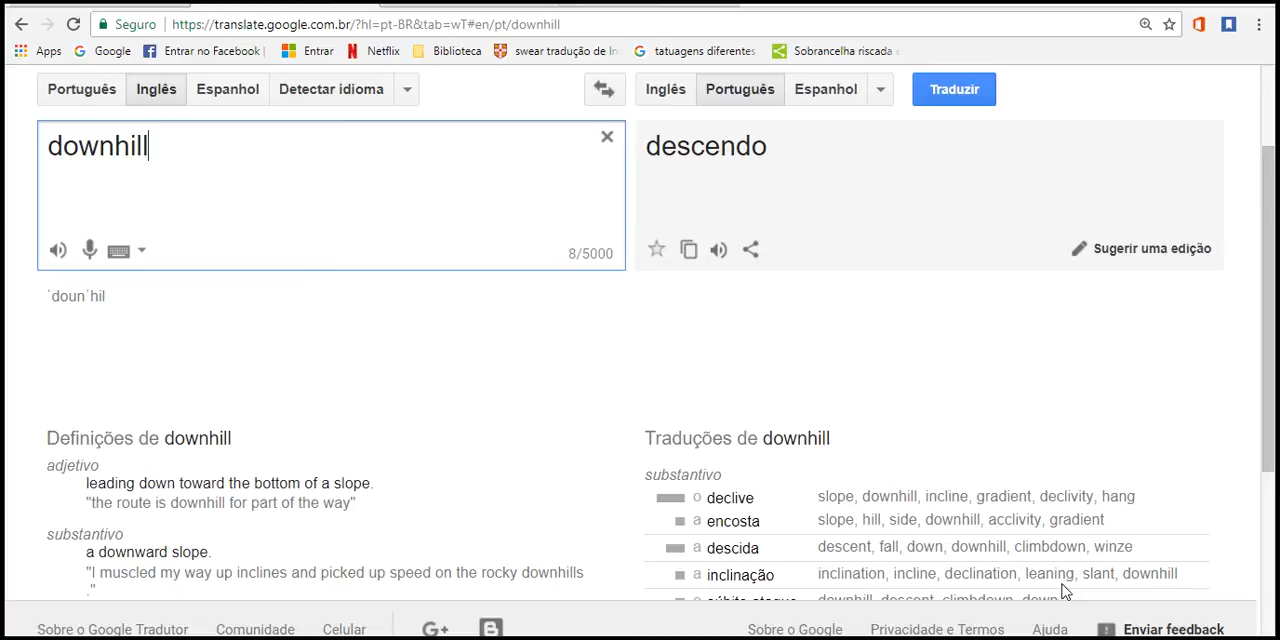 Seguro https://translate.google.com.br/?hl=pt-BR&tab=wT#en/pt/downhill
Apps Google Entrar no Facebook Entrar Netflix Biblioteca swear tradução de In tatuagens diferentes Sobrancelha riscada
Português Inglês Espanhol Detectar idioma Inglês Português Espanhol Traduzir
downhill
descendo
8/5000
Sugerir uma edição
ˈdounˈhil
Definições de downhill
adjetivo
leading down toward the bottom of a slope.
"the route is downhill for part of the way"
substantivo
a downward slope.
"I muscled my way up inclines and picked up speed on the rocky downhills
."
Traduções de downhill
substantivo
o declive slope, downhill, incline, gradient, declivity, hang
a encosta slope, hill, side, downhill, acclivity, gradient
a descida descent, fall, down, downhill, climbdown, winze
a inclinação inclination, incline, declination, leaning, slant, downhill
o súbito ataque downhill, descent, climbdown, down
Sobre o Google Tradutor Comunidade Celular G+ B Sobre o Google Privacidade e Termos Ajuda Enviar feedback